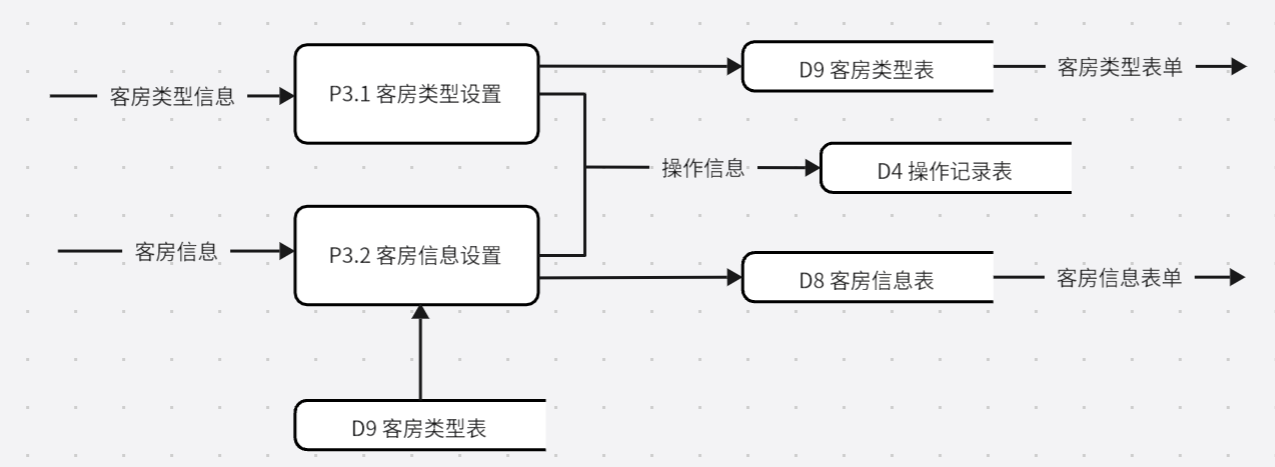 D9 客房类型表
客房类型表单
客房类型信息
P3.1 客房类型设置
操作信息
D4 操作记录表
客房信息
P3.2 客房信息设置
D8 客房信息表
客房信息表单
D9 客房类型表